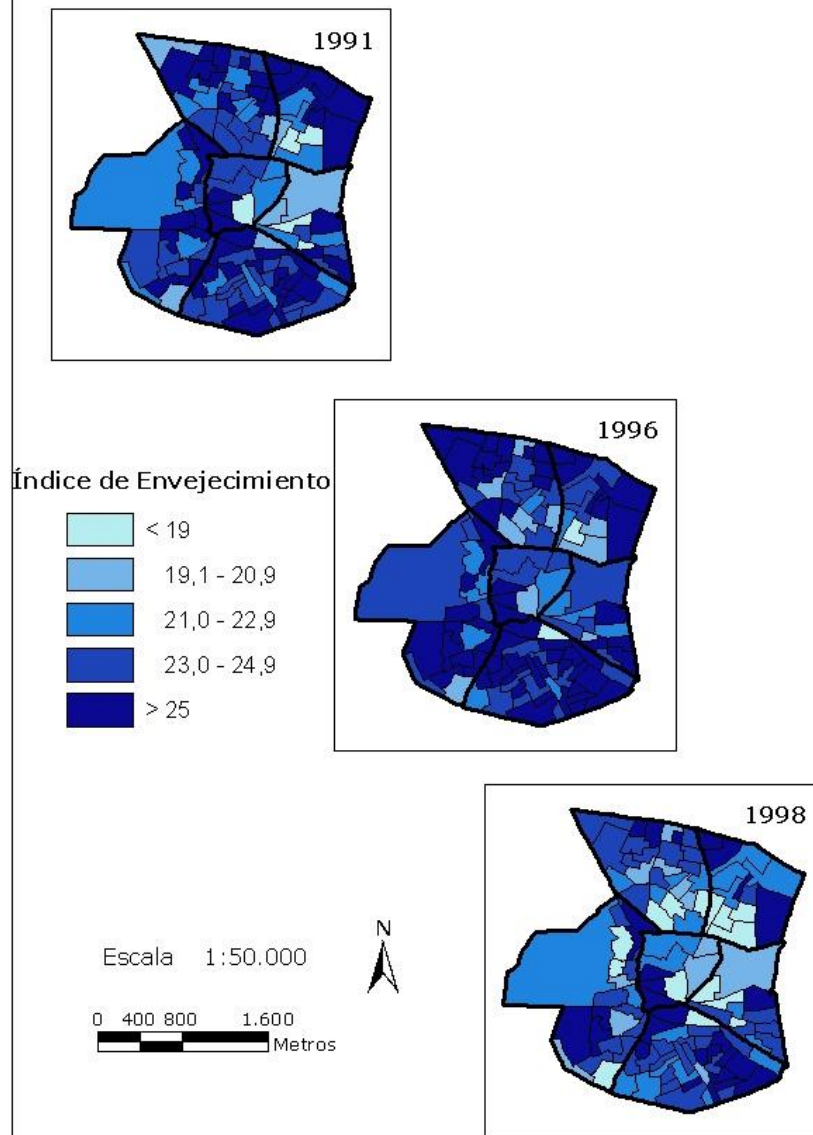 1991
1996
Índice de Envejecimiento
< 19
19,1 - 20,9
21,0 - 22,9
23,0 - 24,9
> 25
1998
N
Escala 1:50.000
0 400 800 1.600
Metros